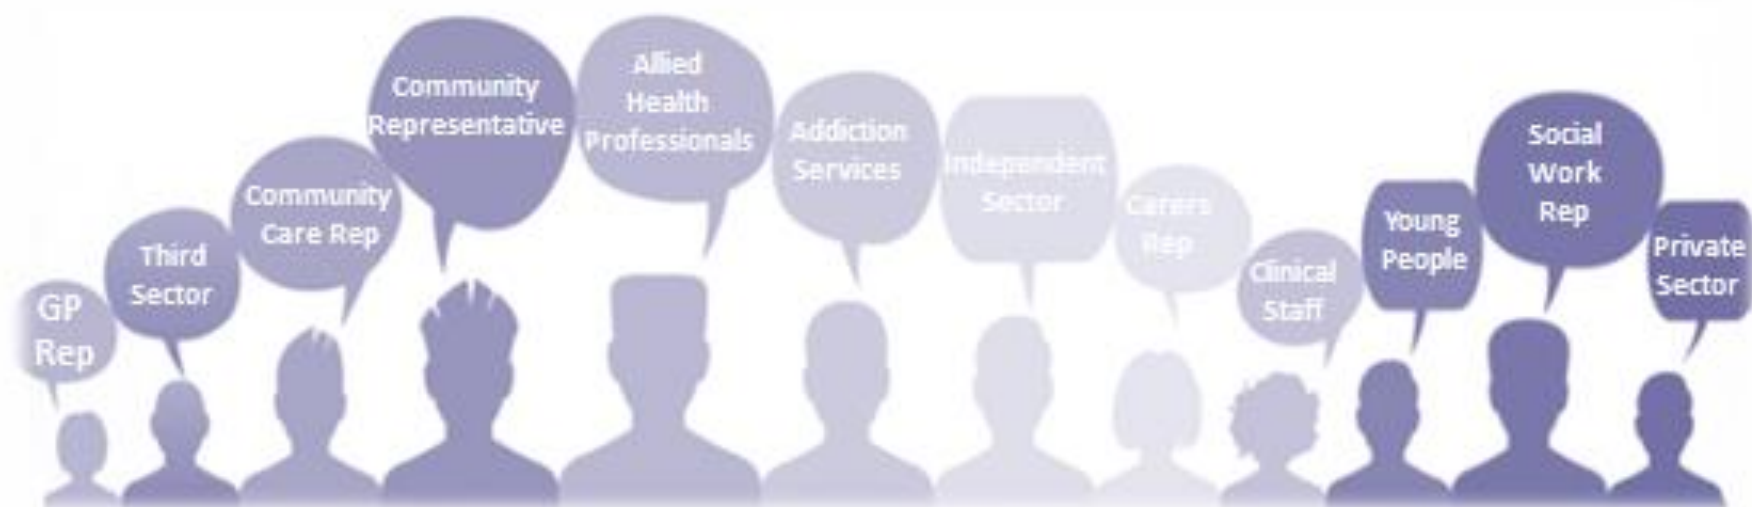 GP
Rep
Third
Sector
Community
Care Rep
Community
Representative
Allied
Health
Professionals
Addiction
Services
Independent
Sector
Carers
Rep
Clinical
Staff
Young
People
Social
Work
Rep
Private
Sector